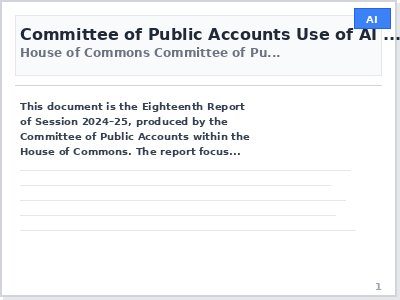 AI
Committee of Public Accounts Use of AI ...
House of Commons Committee of Pu...
This document is the Eighteenth Report
of Session 2024–25, produced by the
Committee of Public Accounts within the
House of Commons. The report focus...
1